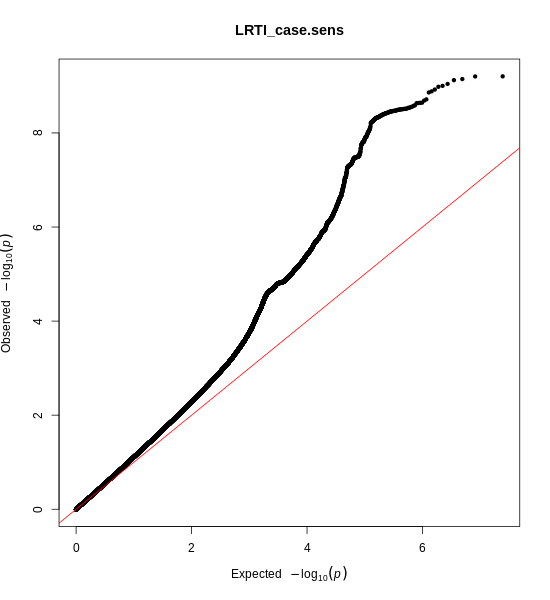 LRTI_case.sens
Observed −log10(p)
8
6
4
2
0
0 2 4 6
Expected −log10(p)